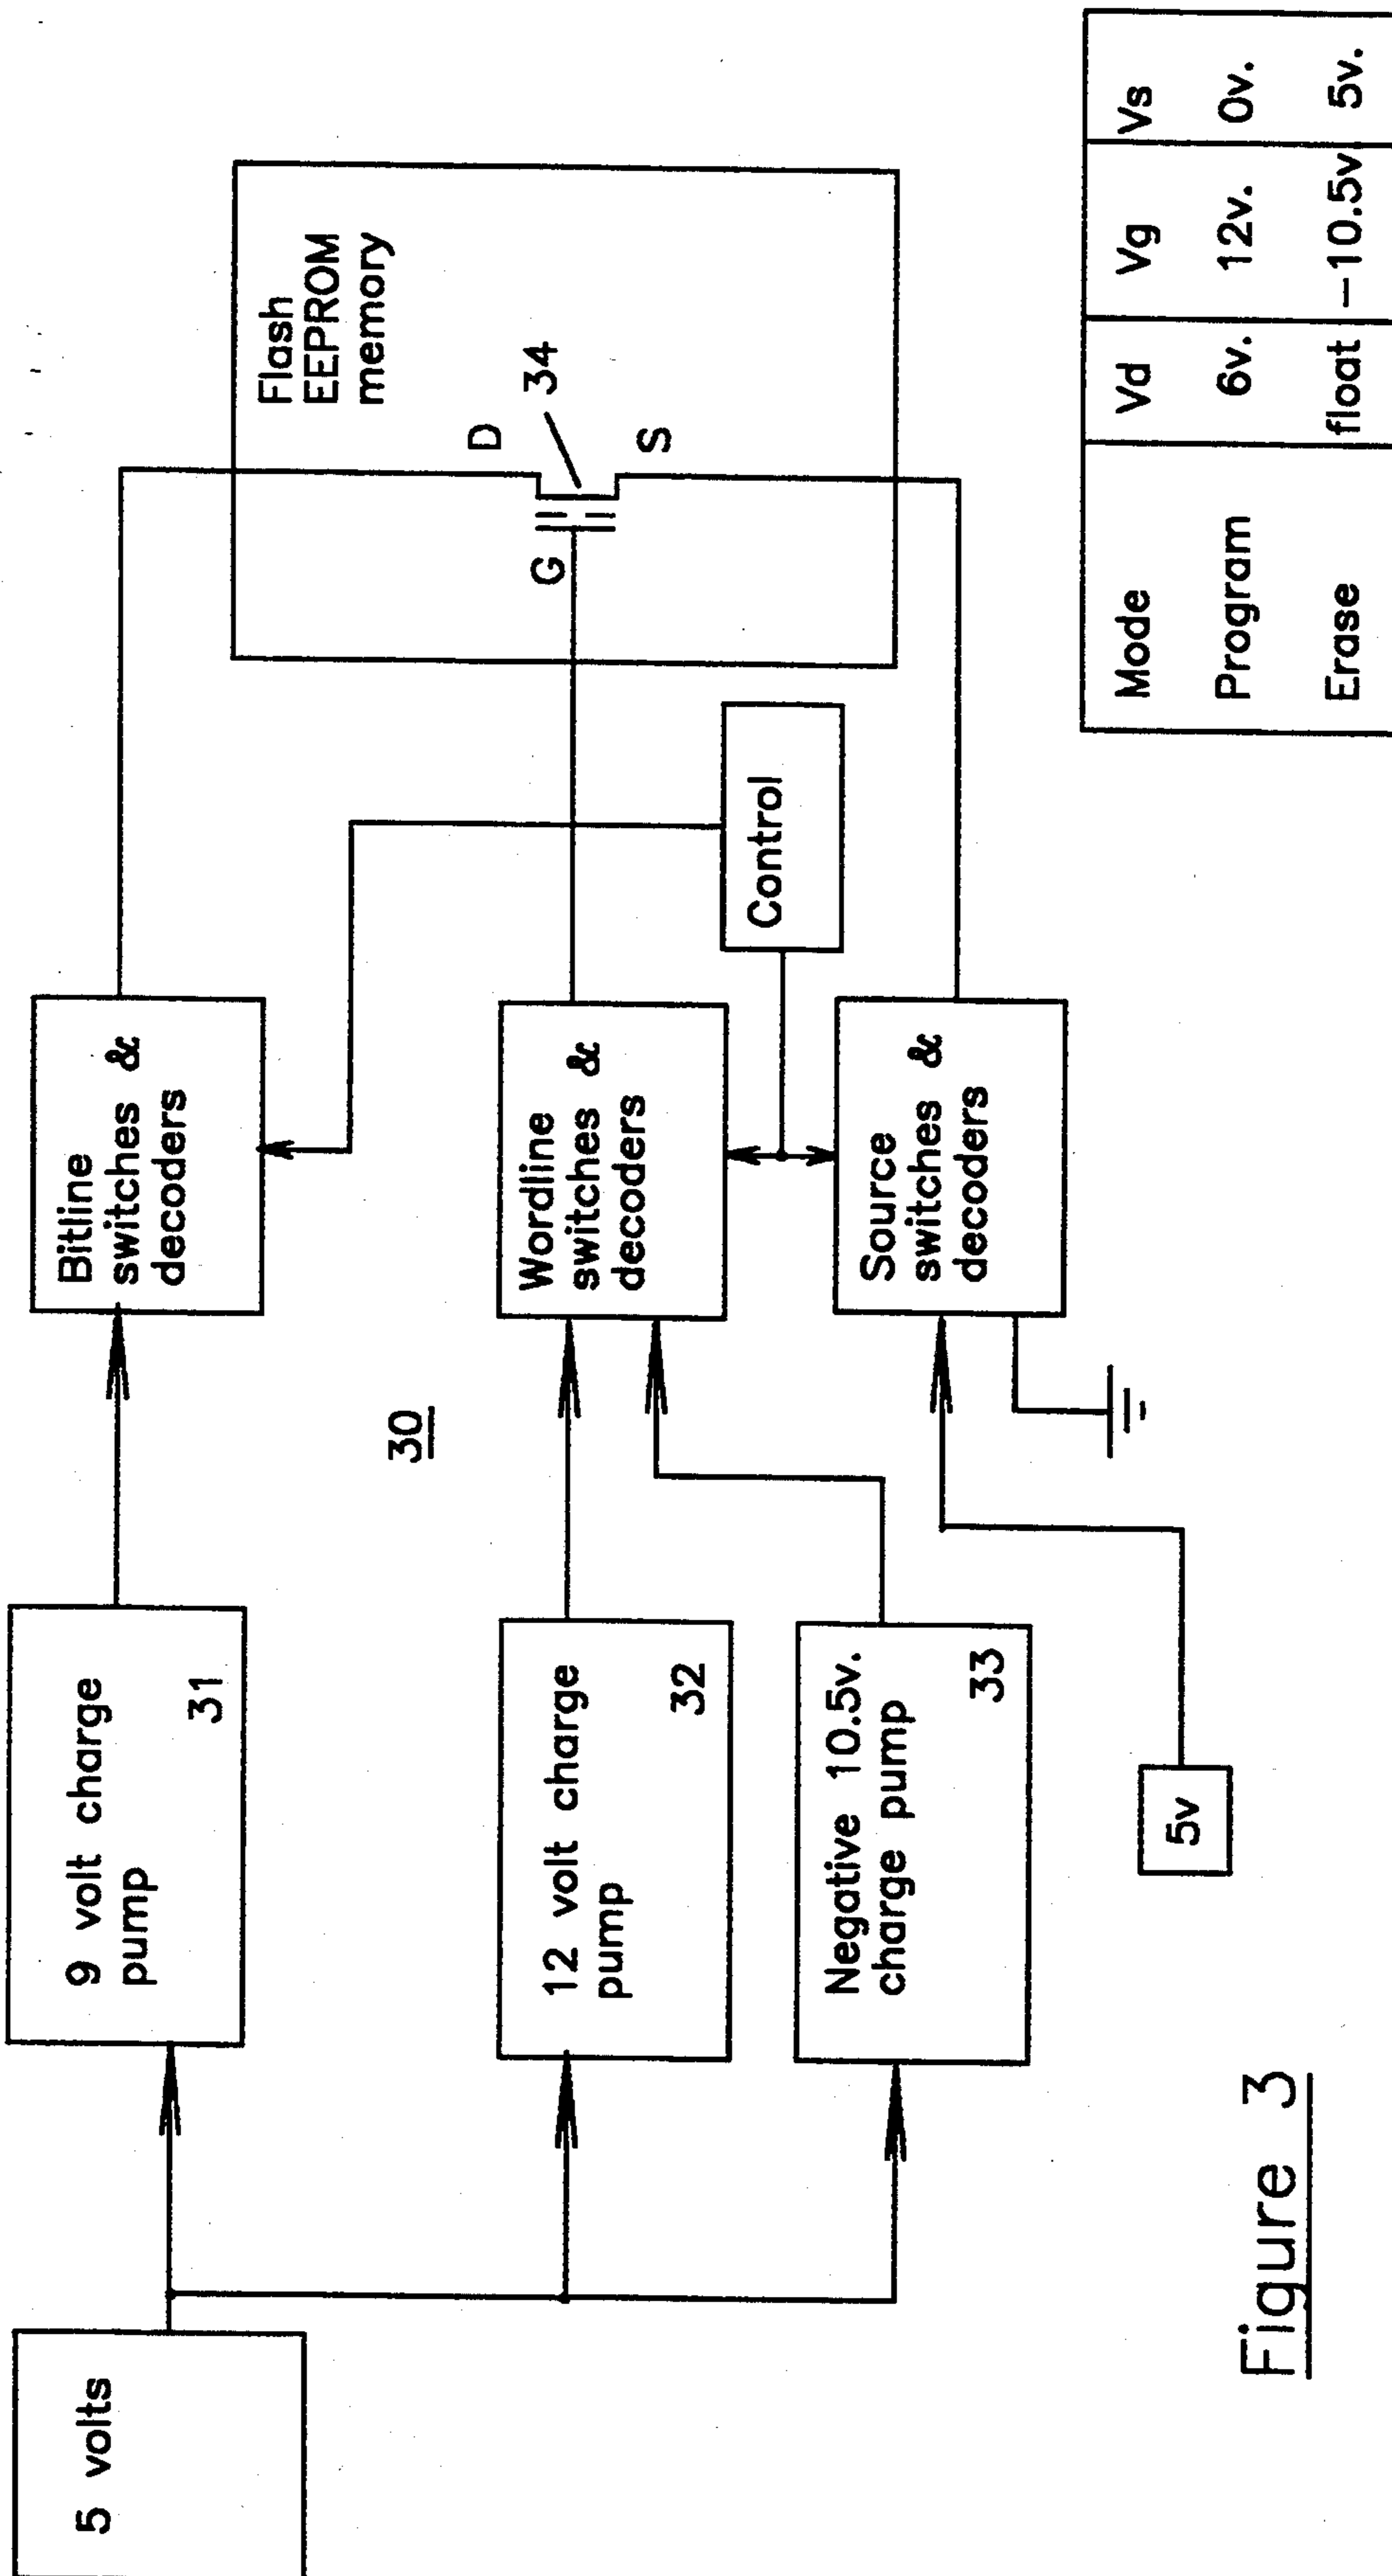 5 volts
9 volt charge
pump
31
12 volt charge
pump
32
Negative 10.5v.
charge pump
33
5v
30
Bitline
switches &
decoders
Wordline
switches &
decoders
Source
switches &
decoders
Control
Flash
EEPROM
memory
D
G
34
S
Mode Vd Vg Vs
Program 6v. 12v. 0v.
Erase float -10.5v 5v.
Figure 3